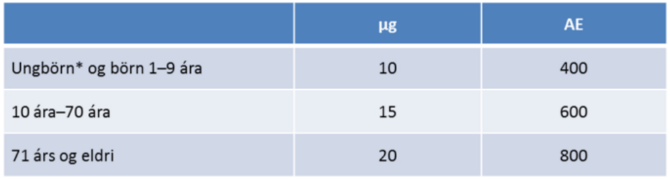 µg AE
Ungbörn* og börn 1–9 ára 10 400
10 ára–70 ára 15 600
71 árs og eldri 20 800